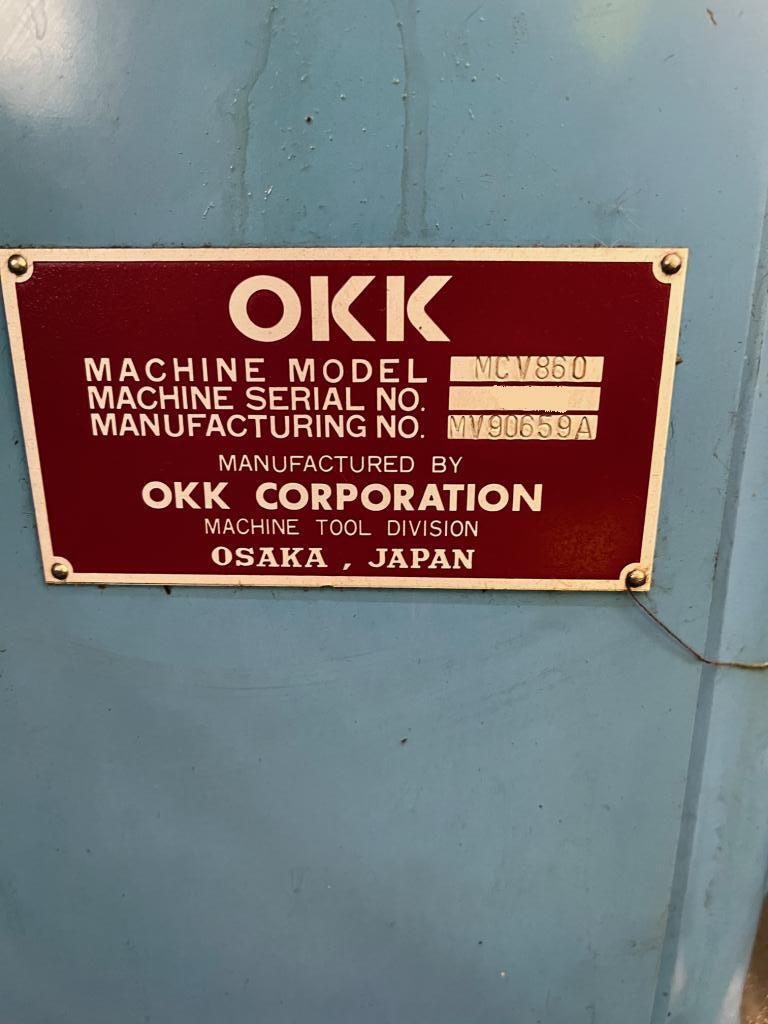 OKK
MACHINE MODEL MCV860
MACHINE SERIAL NO.
MANUFACTURING NO. MV90659A
MANUFACTURED BY
OKK CORPORATION
MACHINE TOOL DIVISION
OSAKA , JAPAN